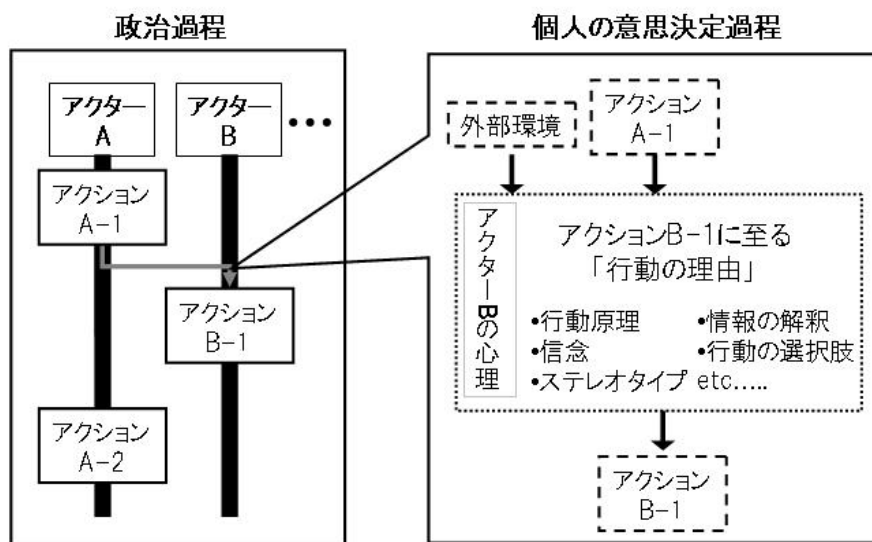 政治過程
アクター
A
アクター
B
•••
アクション
A-1
アクション
B-1
アクション
A-2
個人の意思決定過程
外部環境
アクション
A-1
アクターBの心理
アクションB-1に至る
「行動の理由」
•行動原理
•信念
•ステレオタイプ
•情報の解釈
•行動の選択肢
etc.....
アクション
B-1